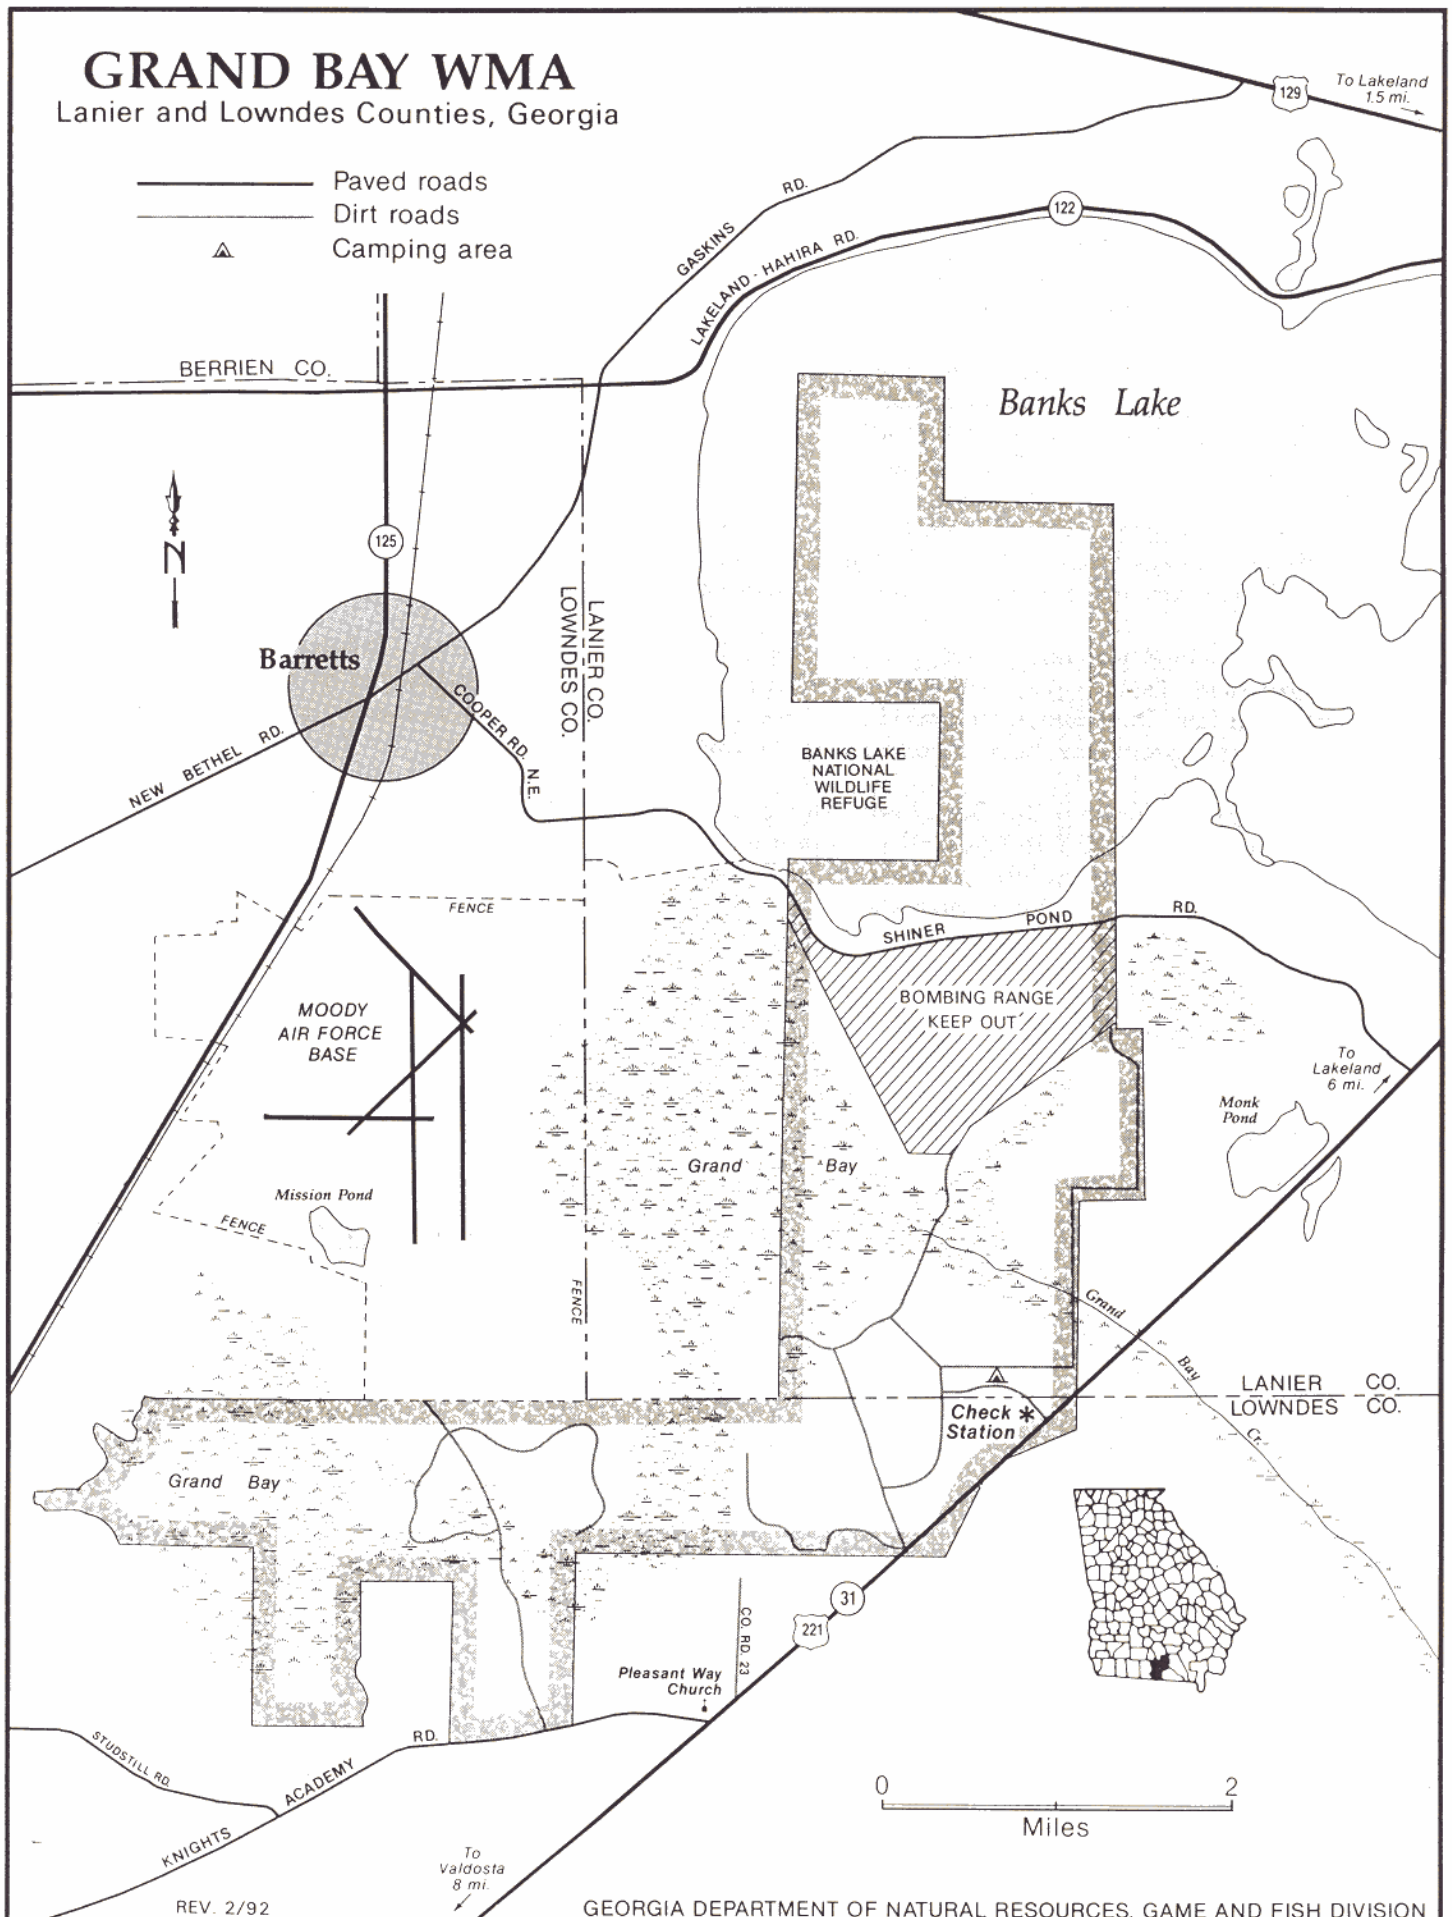 GRAND BAY WMA
Lanier and Lowndes Counties, Georgia
Paved roads
Dirt roads
Camping area
129
To Lakeland
1.5 mi.
GASKINS RD.
LAKELAND - HAHIRA RD.
122
BERRIEN CO.
Banks Lake
N
125
Barretts
LANIER CO.
LOWNDES CO.
COOPER RD. N.E.
NEW BETHEL RD.
BANKS LAKE
NATIONAL
WILDLIFE
REFUGE
FENCE
SHINER POND RD.
MOODY
AIR FORCE
BASE
BOMBING RANGE
KEEP OUT
To
Lakeland
6 mi.
Monk
Pond
Grand Bay
Mission Pond
FENCE
FENCE
Grand Bay Cr.
LANIER CO.
LOWNDES CO.
Check
Station
Grand Bay
31
221
CO. RD. 23
Pleasant Way
Church
STUDSTILL RD.
KNIGHTS ACADEMY RD.
0 2
Miles
To
Valdosta
8 mi.
REV. 2/92
GEORGIA DEPARTMENT OF NATURAL RESOURCES, GAME AND FISH DIVISION